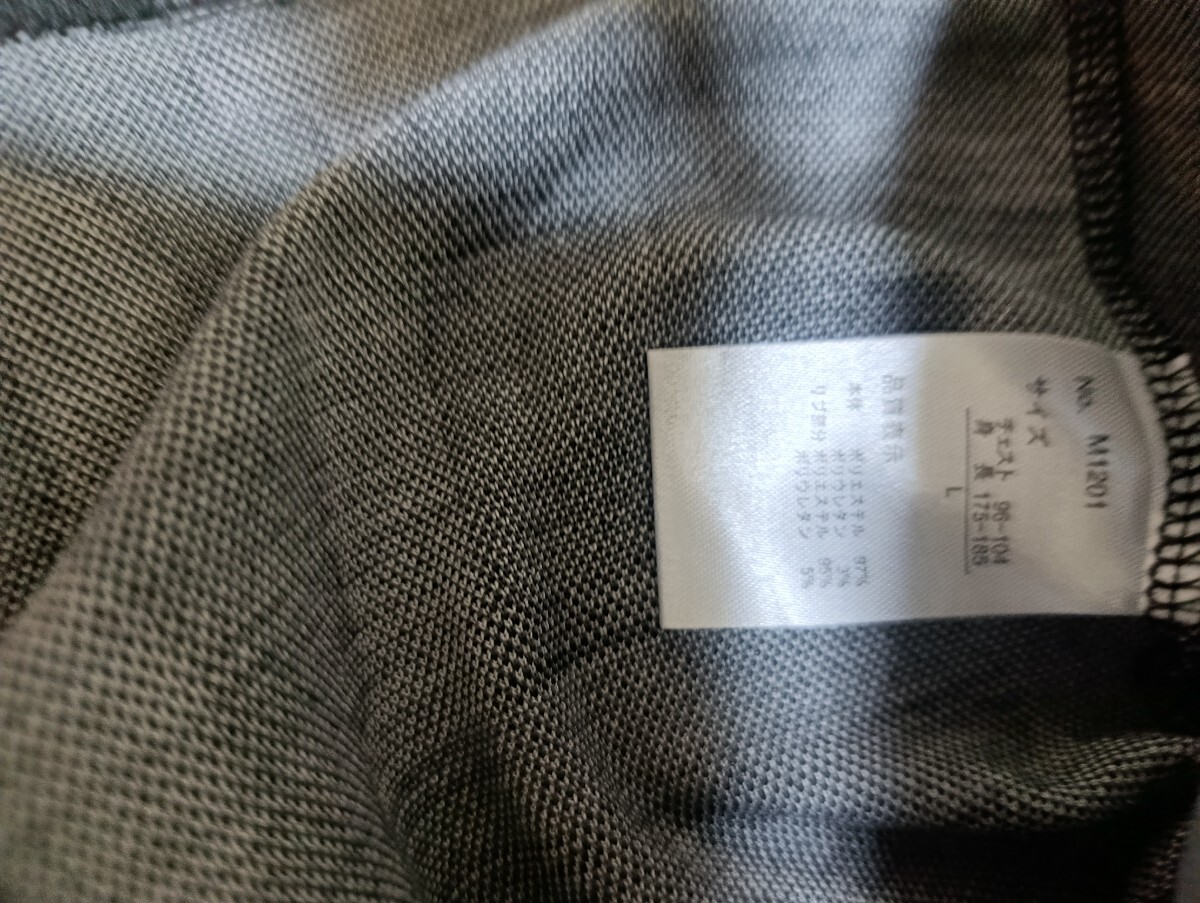 No. M1201
サイズ
チェスト 96-104
身長 175-185
L
品質表示
本体 ポリエステル 97%
ポリウレタン 3%
リブ部分 ポリエステル 95%
ポリウレタン 5%